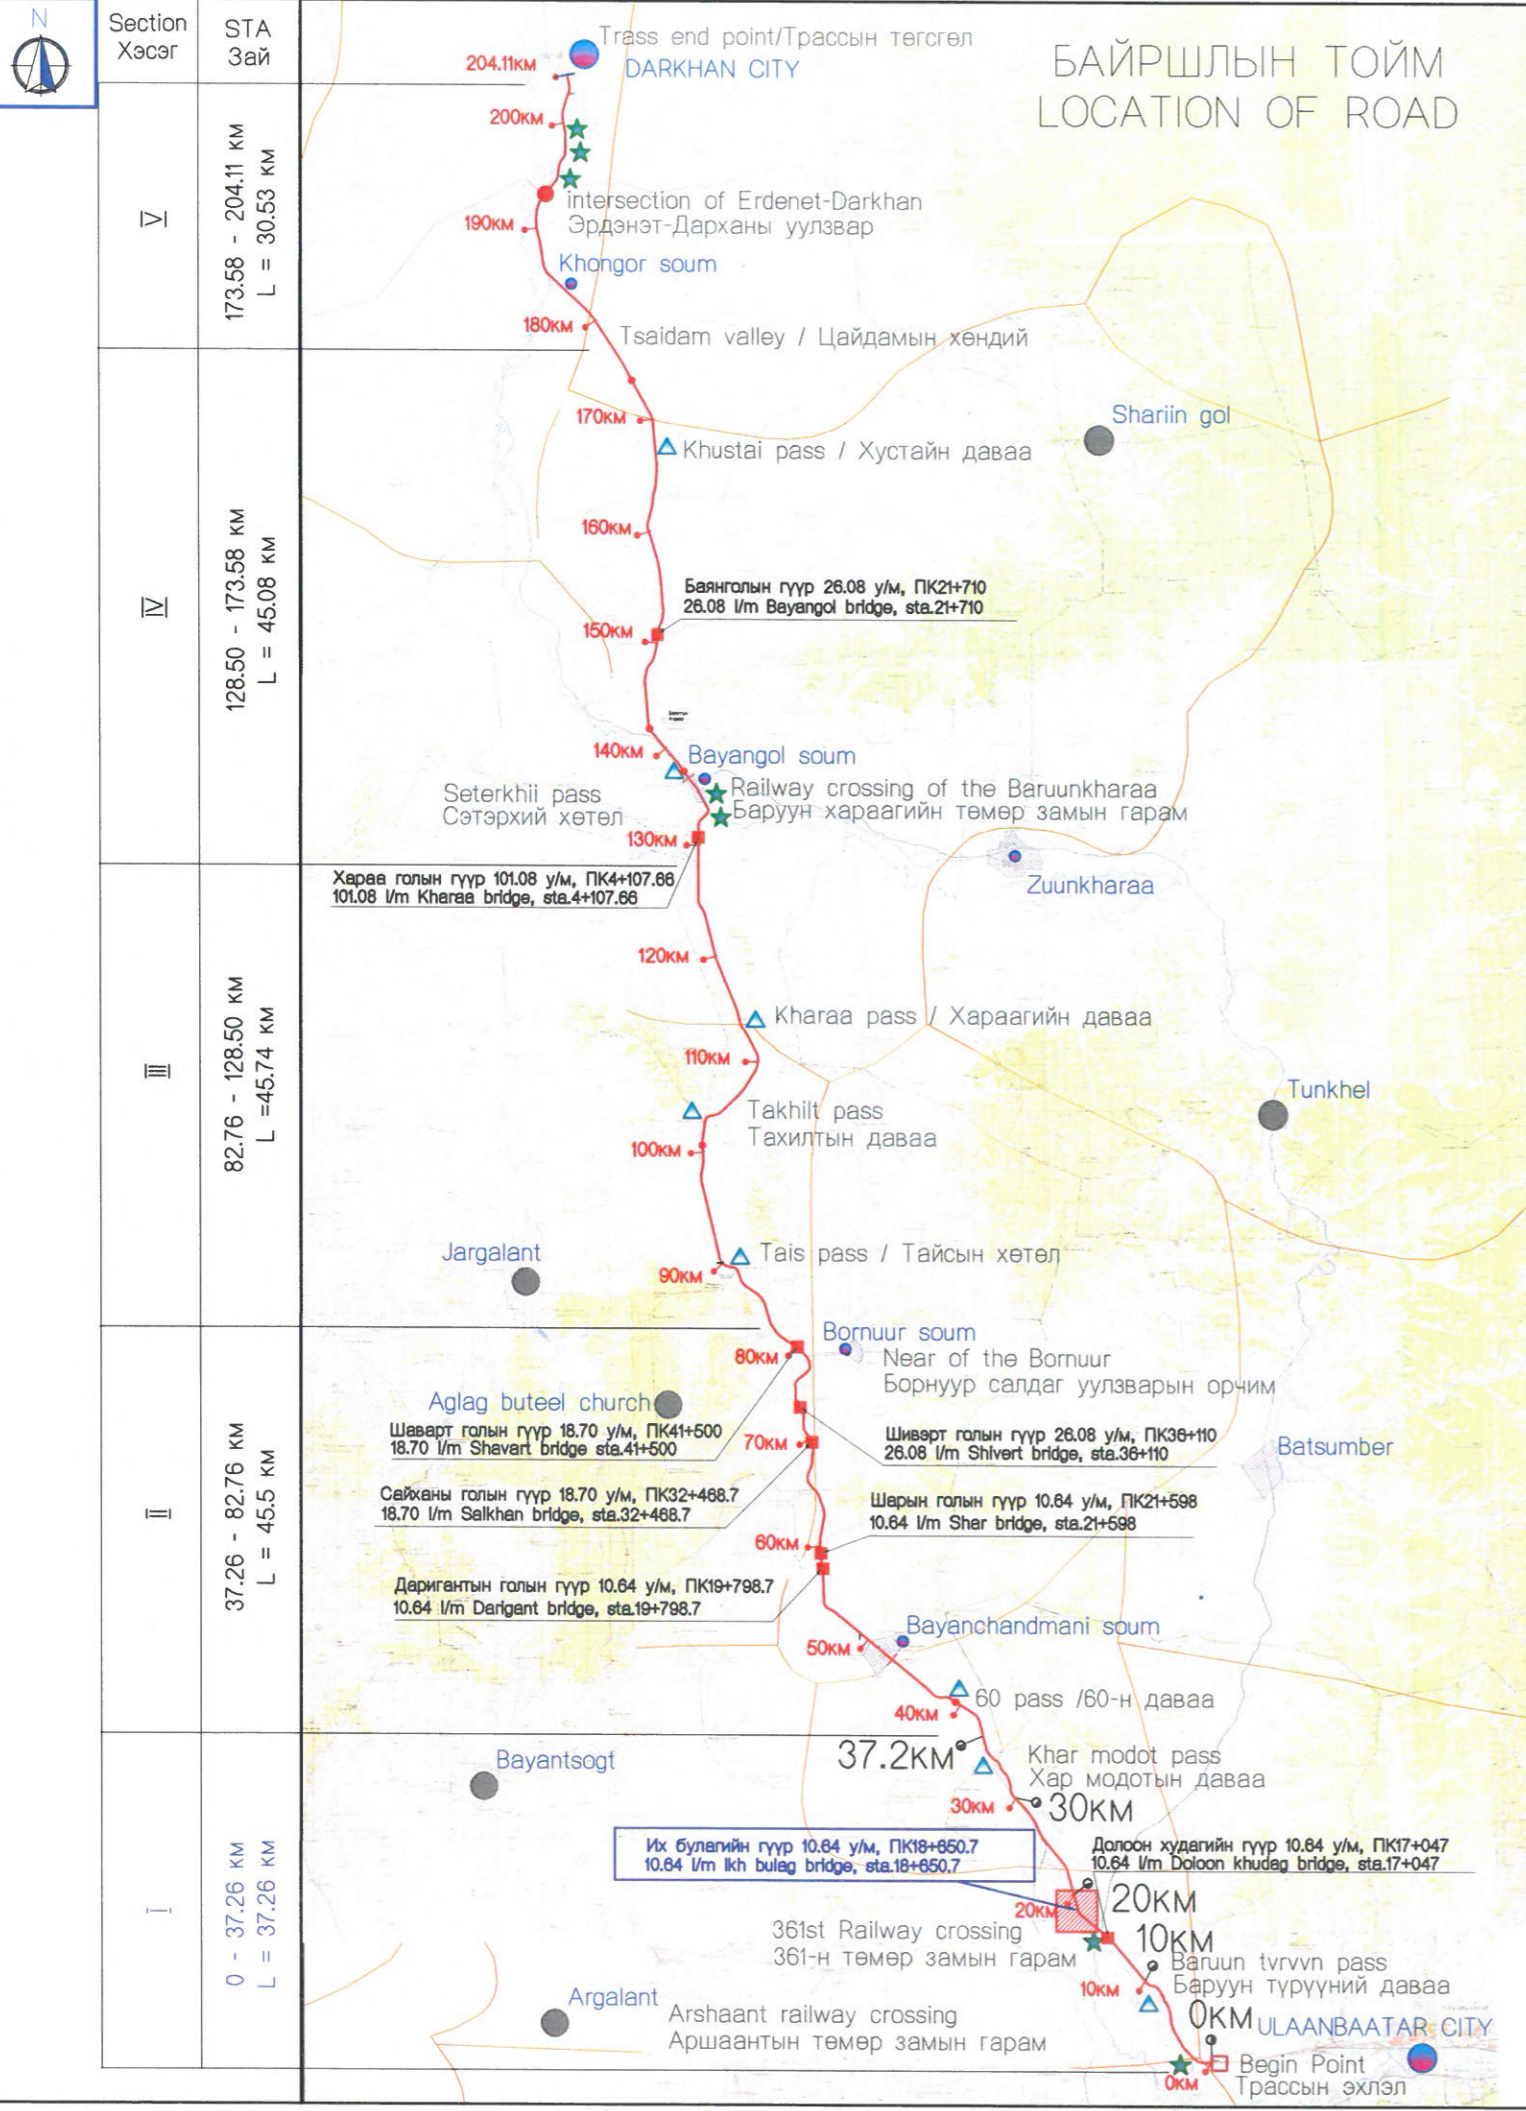 N
Section
Хэсэг
STA
Зай
БАЙРШЛЫН ТОЙМ
LOCATION OF ROAD
Trass end point/Трассын төгсгөл
DARKHAN CITY
204.11км
200км
intersection of Erdenet-Darkhan
Эрдэнэт-Дарханы уулзвар
190км
Khongor soum
180км
Tsaidam valley / Цайдамын хөндий
V
173.58 - 204.11 км
L = 30.53 км
170км
Khustai pass / Хустайн даваа
Shariin gol
160км
Баянголын гүүр 26.08 у/м, ПК21+710
26.08 l/m Bayangol bridge, sta.21+710
150км
IV
128.50 - 173.58 км
L = 45.08 км
140км
Bayangol soum
Seterkhii pass
Сэтэрхий хөтөл
Railway crossing of the Baruunkharaa
Баруун хараагийн төмөр замын гарам
130км
Zuunkharaa
Хараа голын гүүр 101.08 у/м, ПК4+107.66
101.08 l/m Kharaa bridge, sta.4+107.66
120км
Kharaa pass / Хараагийн даваа
110км
III
82.76 - 128.50 км
L =45.74 км
Takhilt pass
Тахилтын даваа
Tunkhel
100км
Jargalant
Tais pass / Тайсын хөтөл
90км
Bornuur soum
Near of the Bornuur
Борнуур салдаг уулзварын орчим
80км
Aglag buteel church
Шаварт голын гүүр 18.70 у/м, ПК41+500
18.70 l/m Shavart bridge sta.41+500
70км
Шивэрт голын гүүр 26.08 у/м, ПК36+110
26.08 l/m Shivert bridge, sta.36+110
Batsumber
II
37.26 - 82.76 км
L = 45.5 км
Сайханы голын гүүр 18.70 у/м, ПК32+468.7
18.70 l/m Saikhan bridge, sta.32+468.7
Шарын голын гүүр 10.64 у/м, ПК21+598
10.64 l/m Shar bridge, sta.21+598
60км
Даригантын голын гүүр 10.64 у/м, ПК19+798.7
10.64 l/m Darigant bridge, sta.19+798.7
Bayanchandmani soum
50км
60 pass /60-н даваа
40км
37.2км
Bayantsogt
Khar modot pass
Хар модотын даваа
30км
30км
Их булагийн гүүр 10.64 у/м, ПК18+650.7
10.64 l/m Ikh bulag bridge, sta.18+650.7
Долоон худагийн гүүр 10.64 у/м, ПК17+047
10.64 l/m Doloon khudag bridge, sta.17+047
I
0 - 37.26 км
L = 37.26 км
20км
20км
361st Railway crossing
361-н төмөр замын гарам
10км
Baruun tvrvvn pass
Баруун түрүүний даваа
10км
Argalant
Arshaant railway crossing
Аршаантын төмөр замын гарам
0км
ULAANBAATAR CITY
Begin Point
Трассын эхлэл
0км